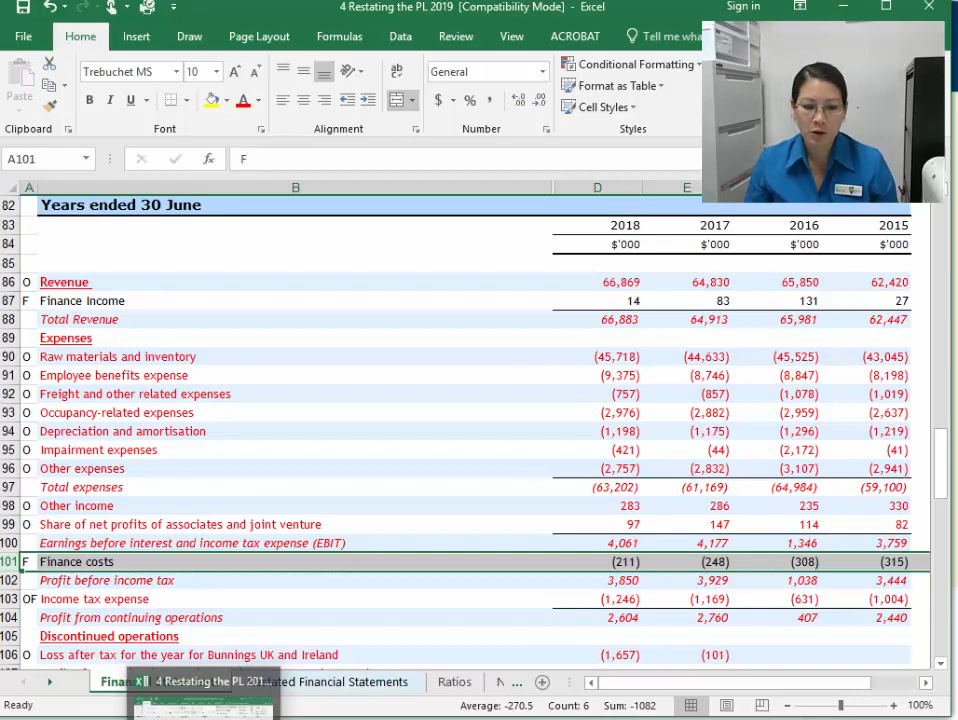 4 Restating the PL 2019 [Compatibility Mode] - Excel Sign in
File Home Insert Draw Page Layout Formulas Data Review View ACROBAT Tell me wha
Paste
Trebuchet MS 10 A A ab General Conditional Formatting
Format as Table
B I U A $ % , Cell Styles
Clipboard Font Alignment Number Styles
A101 fx F
A B D E
82 Years ended 30 June
83 2018 2017 2016 2015
84 $'000 $'000 $'000 $'000
85
86 O Revenue 66,869 64,830 65,850 62,420
87 F Finance Income 14 83 131 27
88 Total Revenue 66,883 64,913 65,981 62,447
89 Expenses
90 O Raw materials and inventory (45,718) (44,633) (45,525) (43,045)
91 O Employee benefits expense (9,375) (8,746) (8,847) (8,198)
92 O Freight and other related expenses (757) (857) (1,078) (1,019)
93 O Occupancy-related expenses (2,976) (2,882) (2,959) (2,637)
94 O Depreciation and amortisation (1,198) (1,175) (1,296) (1,219)
95 O Impairment expenses (421) (44) (2,172) (41)
96 O Other expenses (2,757) (2,832) (3,107) (2,941)
97 Total expenses (63,202) (61,169) (64,984) (59,100)
98 O Other income 283 286 235 330
99 O Share of net profits of associates and joint venture 97 147 114 82
100 Earnings before interest and income tax expense (EBIT) 4,061 4,177 1,346 3,759
101 F Finance costs (211) (248) (308) (315)
102 Profit before income tax 3,850 3,929 1,038 3,444
103 OF Income tax expense (1,246) (1,169) (631) (1,004)
104 Profit from continuing operations 2,604 2,760 407 2,440
105 Discontinued operations
106 O Loss after tax for the year for Bunnings UK and Ireland (1,657) (101)
Finan 4 Restating the PL 201... ated Financial Statements Ratios N ...
Ready Average: -270.5 Count: 6 Sum: -1082 100%